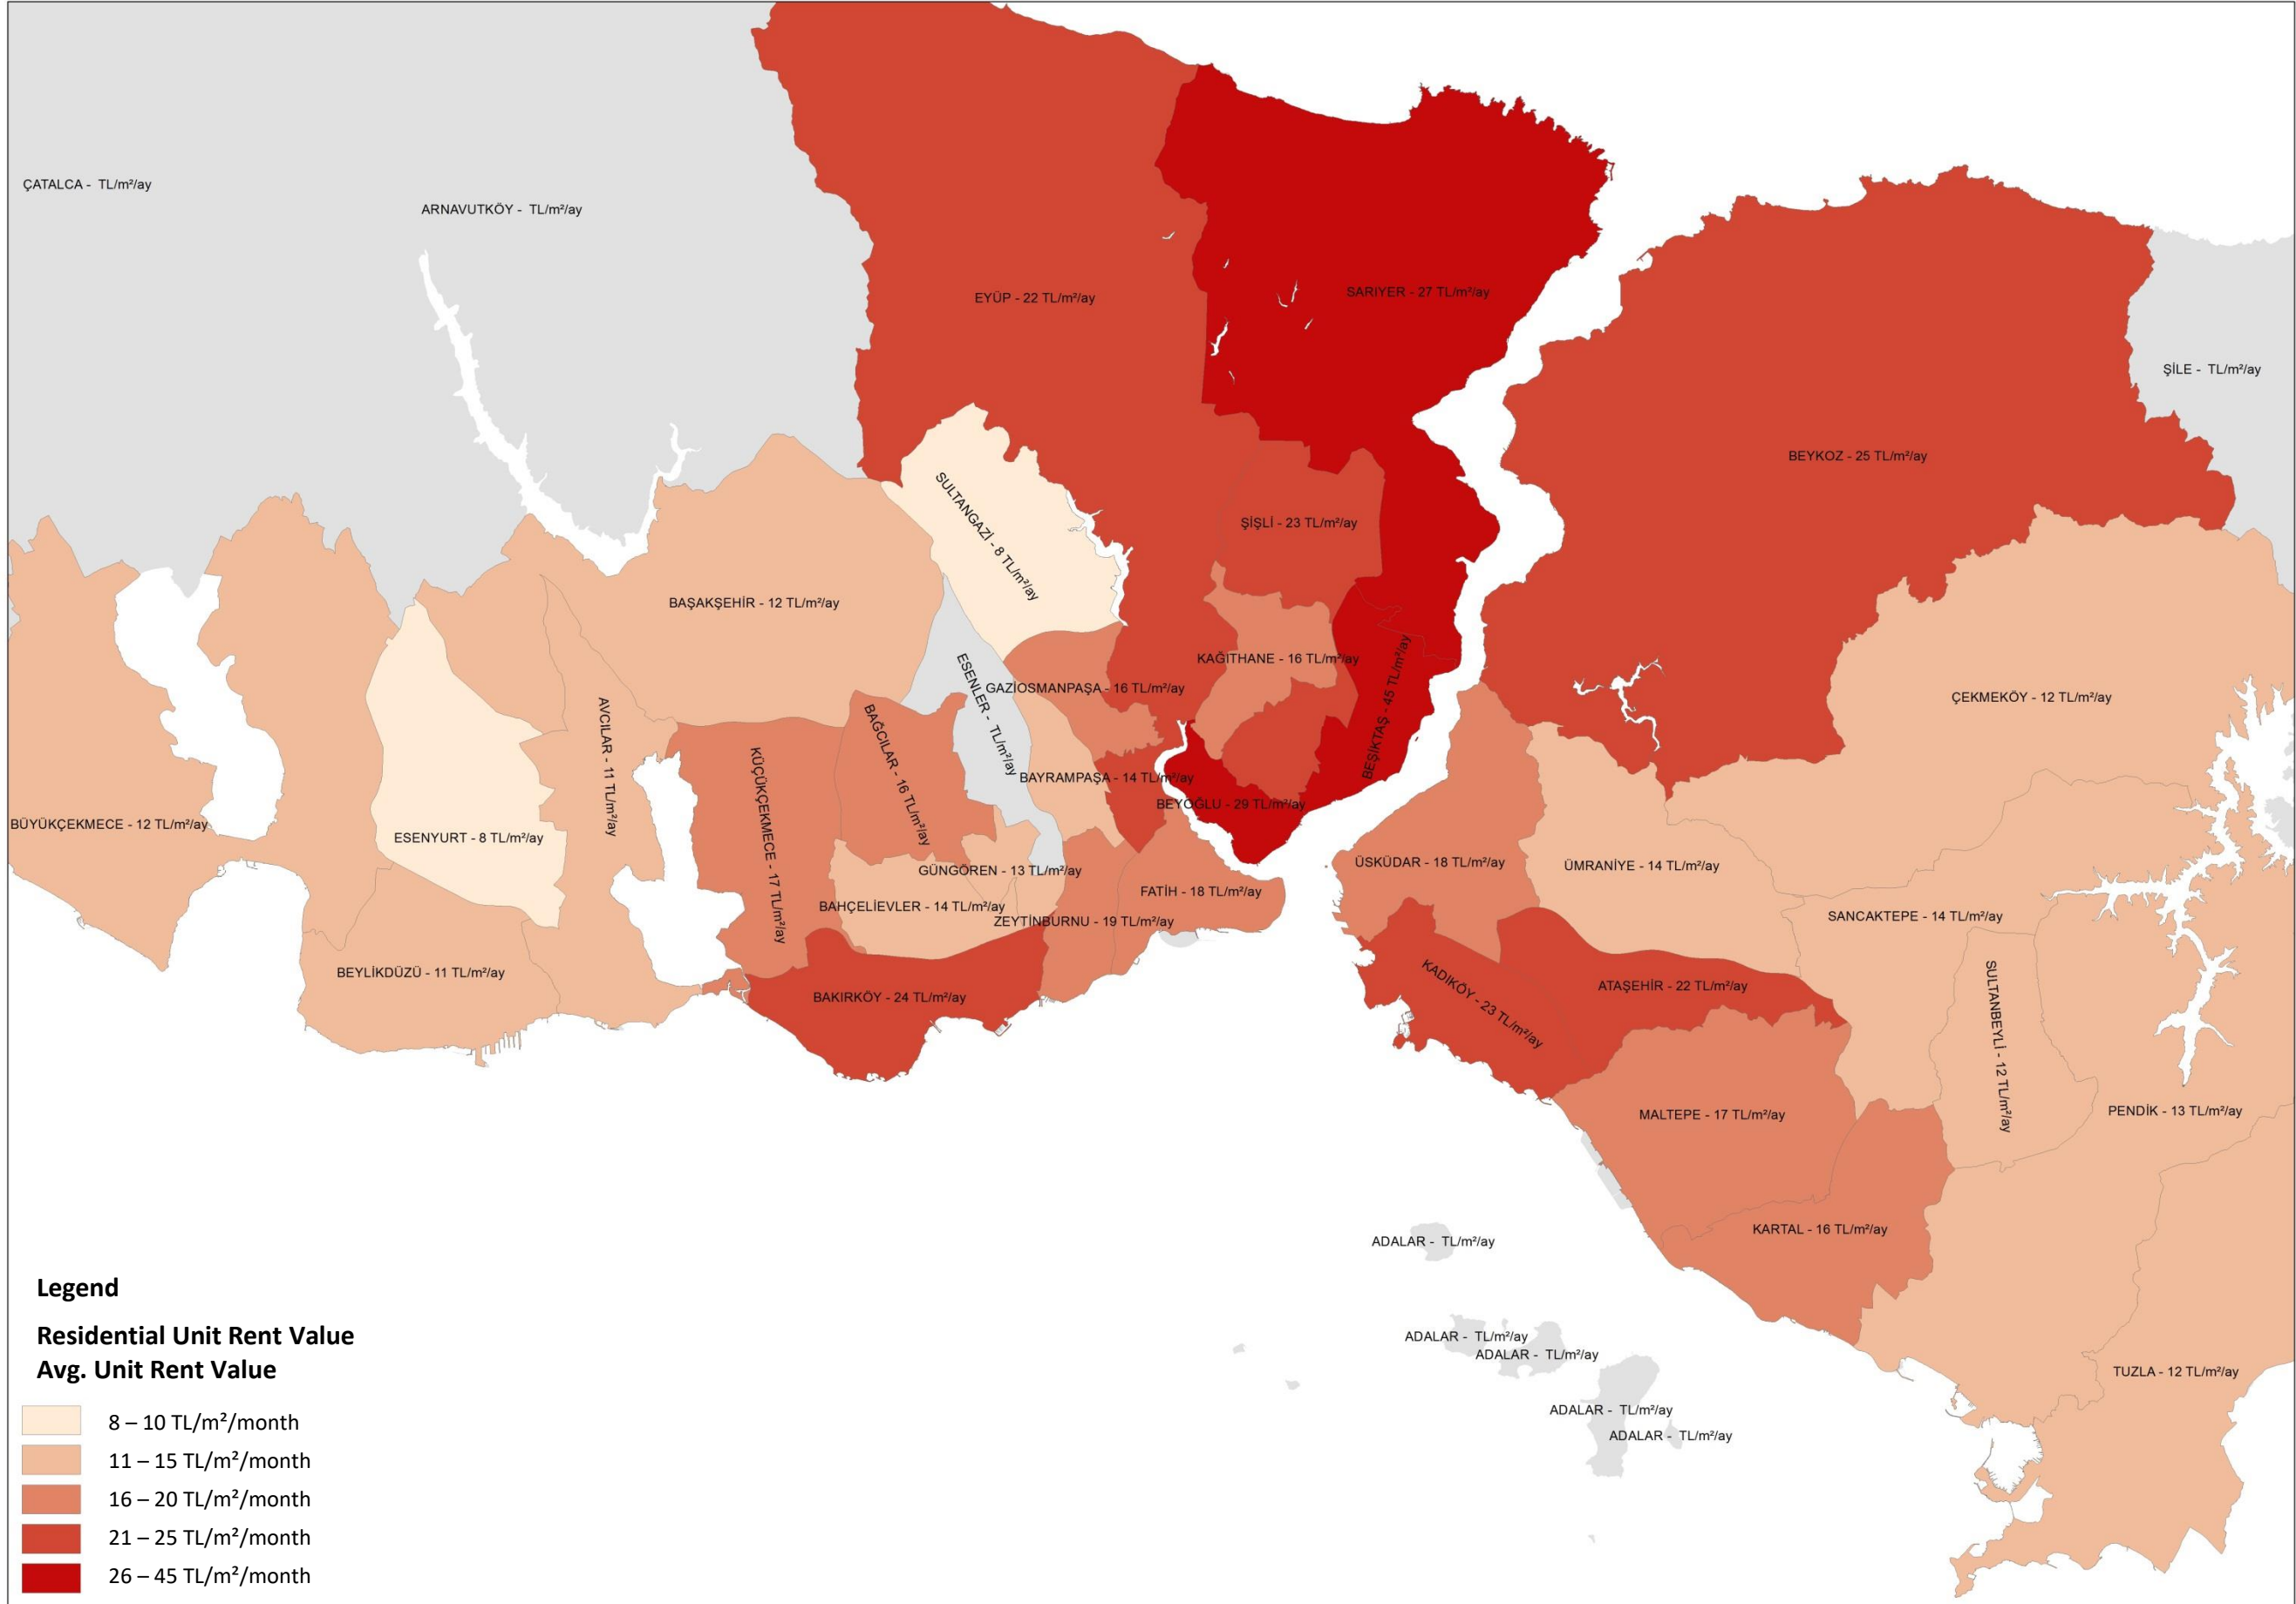 ÇATALCA - TL/m²/ay
ARNAVUTKÖY - TL/m²/ay
EYÜP - 22 TL/m²/ay
SARIYER - 27 TL/m²/ay
ŞİLE - TL/m²/ay
BEYKOZ - 25 TL/m²/ay
SULTANGAZİ - 8 TL/m²/ay
ŞİŞLİ - 23 TL/m²/ay
BAŞAKŞEHİR - 12 TL/m²/ay
KAĞITHANE - 16 TL/m²/ay
ESENLER - TL/m²/ay
GAZİOSMANPAŞA - 16 TL/m²/ay
BEŞİKTAŞ - 45 TL/m²/ay
ÇEKMEKÖY - 12 TL/m²/ay
AVCILAR - 11 TL/m²/ay
KÜÇÜKÇEKMECE - 17 TL/m²/ay
BAĞCILAR - 16 TL/m²/ay
BAYRAMPAŞA - 14 TL/m²/ay
BEYOĞLU - 29 TL/m²/ay
BÜYÜKÇEKMECE - 12 TL/m²/ay
ESENYURT - 8 TL/m²/ay
GÜNGÖREN - 13 TL/m²/ay
ÜSKÜDAR - 18 TL/m²/ay
ÜMRANİYE - 14 TL/m²/ay
FATİH - 18 TL/m²/ay
BAHÇELİEVLER - 14 TL/m²/ay
ZEYTİNBURNU - 19 TL/m²/ay
SANCAKTEPE - 14 TL/m²/ay
BEYLİKDÜZÜ - 11 TL/m²/ay
BAKIRKÖY - 24 TL/m²/ay
KADIKÖY - 23 TL/m²/ay
ATAŞEHİR - 22 TL/m²/ay
SULTANBEYLİ - 12 TL/m²/ay
MALTEPE - 17 TL/m²/ay
PENDİK - 13 TL/m²/ay
KARTAL - 16 TL/m²/ay
ADALAR - TL/m²/ay
ADALAR - TL/m²/ay
ADALAR - TL/m²/ay
TUZLA - 12 TL/m²/ay
ADALAR - TL/m²/ay
ADALAR - TL/m²/ay
Legend
Residential Unit Rent Value
Avg. Unit Rent Value
8 – 10 TL/m²/month
11 – 15 TL/m²/month
16 – 20 TL/m²/month
21 – 25 TL/m²/month
26 – 45 TL/m²/month